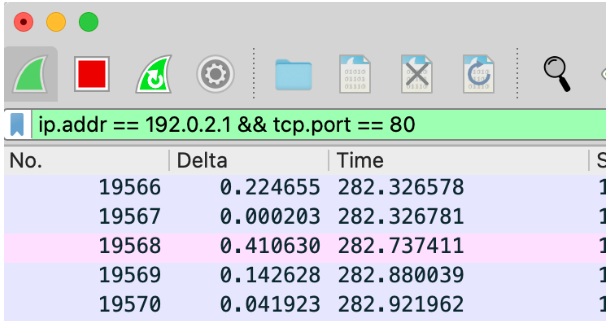 ip.addr == 192.0.2.1 && tcp.port == 80
No. Delta Time
19566 0.224655 282.326578
19567 0.000203 282.326781
19568 0.410630 282.737411
19569 0.142628 282.880039
19570 0.041923 282.921962